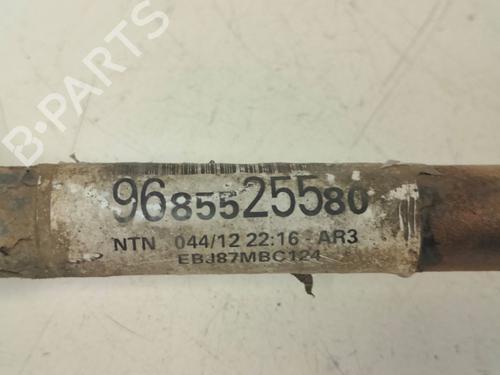 B-PARTS
9685525580
NTN 044/12 22:16 - AR3
EBJ87MBC124